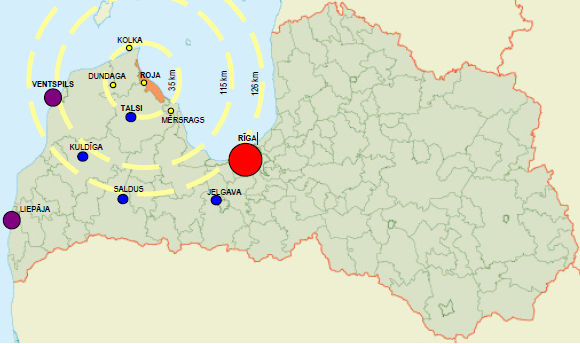 KOLKA
DUNDAGA
ROJA
VENTSPILS
35 km
115 km
126 km
TALSI
MĒRSRAGS
RĪGA
KULDĪGA
SALDUS
JELGAVA
LIEPĀJA